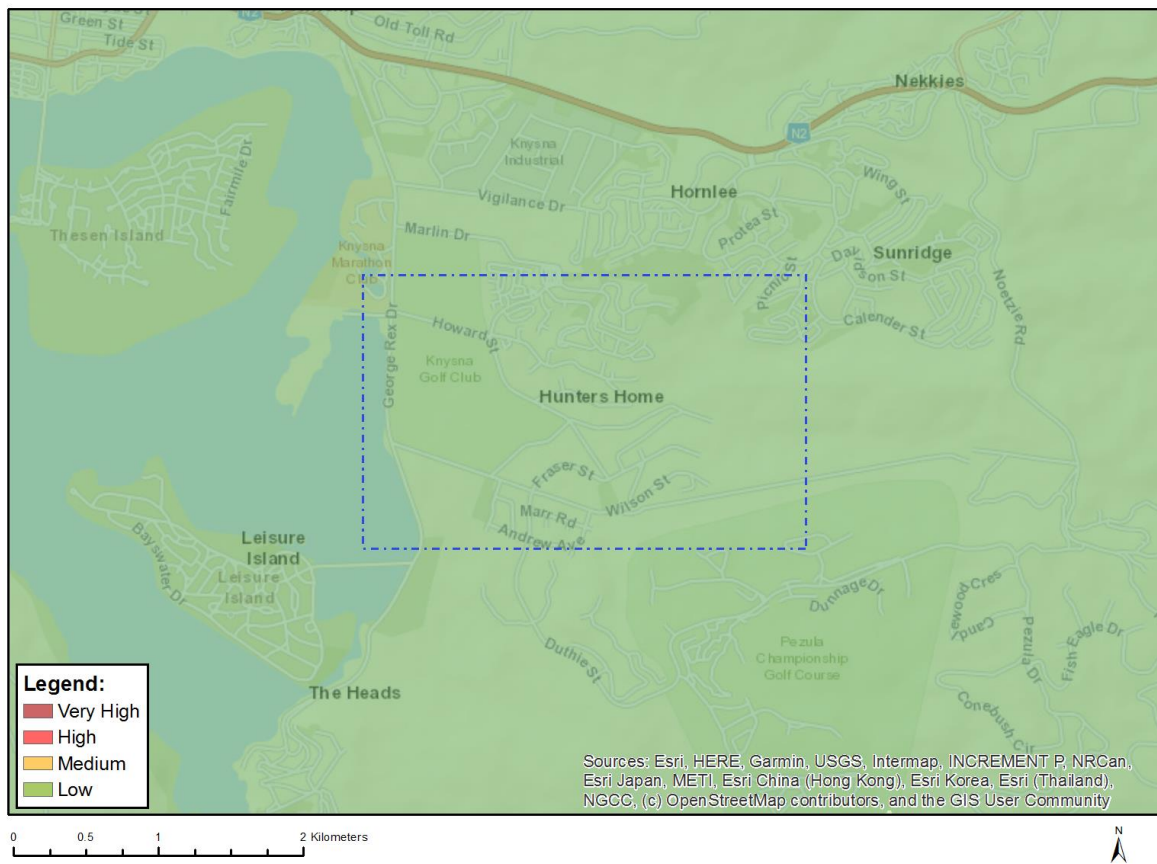 N2
Green St
Tide St
Old Toll Rd
Nekkies
N2
Knysna
Industrial
Fairmile Dr
Hornlee
Wing St
Vigilance Dr
Protea St
Thesen Island
Marlin Dr
Knysna
Marathon
Club
Sunridge
Davidson St
Picnic St
Noetzie Rd
Calender St
Howard St
George Rex Dr
Knysna
Golf Club
Hunters Home
Fraser St
Wilson St
Marr Rd
Andrew Ave
Leisure
Island
Leisure
Island
Bayswater Dr
Dunnage Dr
Candlewood Cres
Pezula Dr
Fish Eagle Dr
Duthie St
Pezula
Championship
Golf Course
The Heads
Conebush Cir
Legend:
Very High
High
Medium
Low
Sources: Esri, HERE, Garmin, USGS, Intermap, INCREMENT P, NRCan,
Esri Japan, METI, Esri China (Hong Kong), Esri Korea, Esri (Thailand),
NGCC, (c) OpenStreetMap contributors, and the GIS User Community
0 0.5 1 2 Kilometers
N